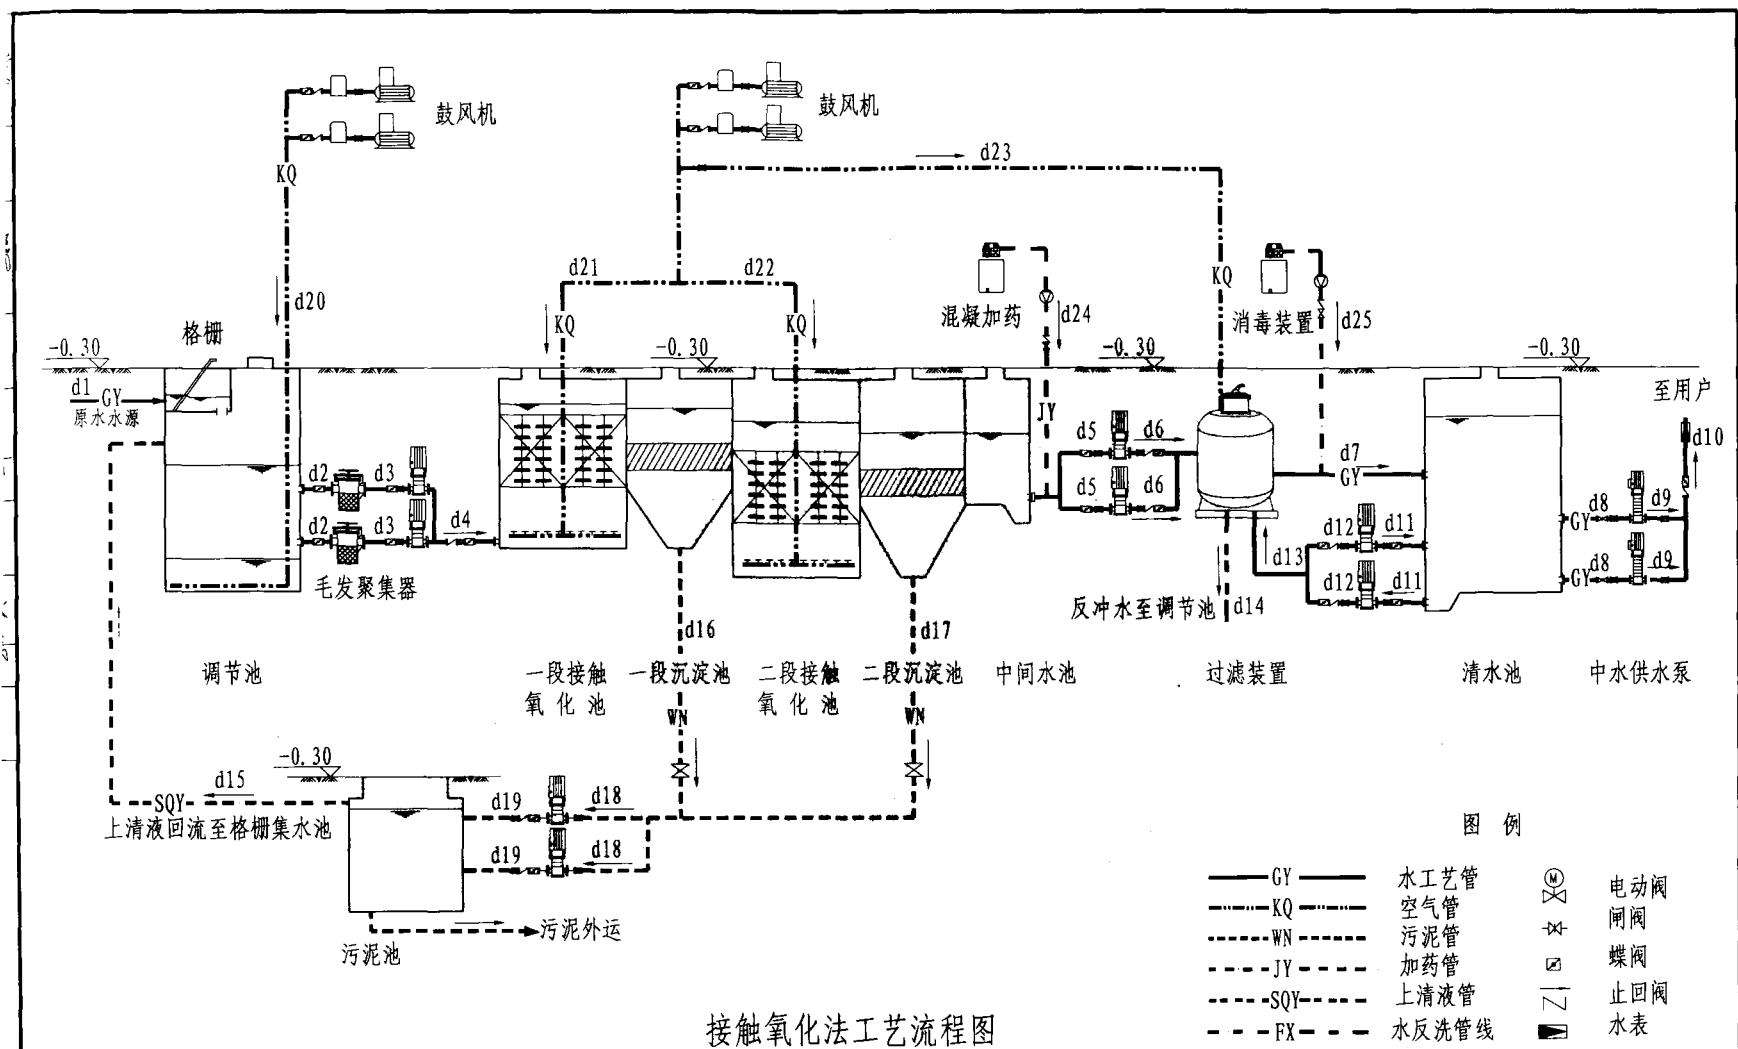 鼓风机
鼓风机
d23
KQ
d21
d22
KQ
d20
混凝加药
d24
消毒装置
d25
格栅
KQ
KQ
-0.30
-0.30
-0.30
-0.30
d1
GY
原水水源
至用户
JY
d5
d6
d7
GY
d10
d2
d3
d5
d6
d2
d3
d4
GY
d8
d9
d12
d11
d13
GY
d8
d9
d12
d11
毛发聚集器
反冲水至调节池
d14
d16
d17
调节池
一段接触
氧化池
一段沉淀池
二段接触
氧化池
二段沉淀池
中间水池
过滤装置
清水池
中水供水泵
WN
WN
-0.30
d15
SQY
上清液回流至格栅集水池
d19
d18
d19
d18
污泥外运
污泥池
图例
GY
水工艺管
电动阀
M
KQ
空气管
闸阀
WN
污泥管
蝶阀
JY
加药管
止回阀
SQY
上清液管
水表
FX
水反洗管线
接触氧化法工艺流程图